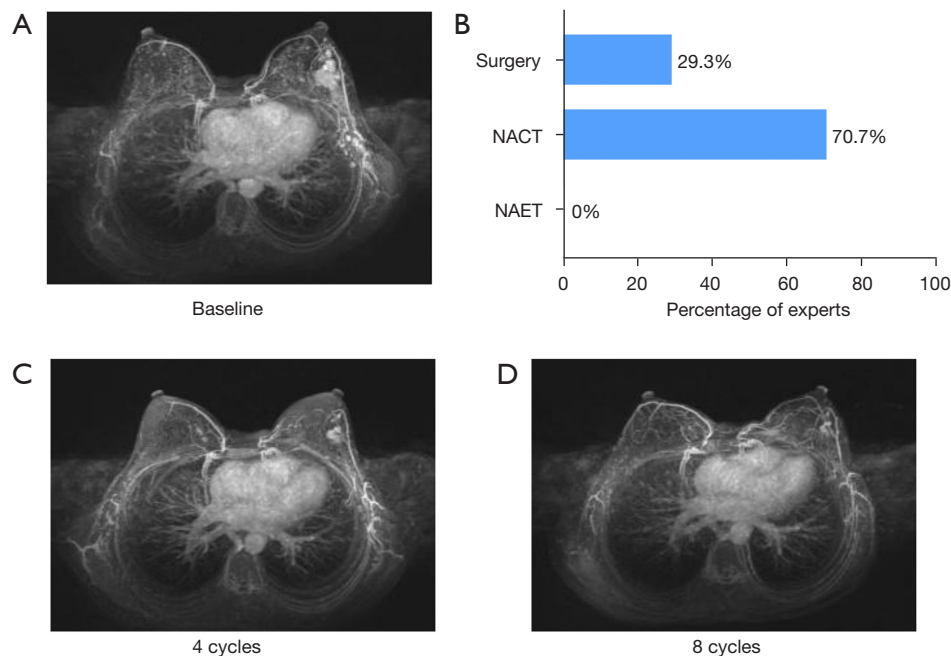 A
Baseline
B
Surgery 29.3%
NACT 70.7%
NAET 0%
0 20 40 60 80 100
Percentage of experts
C
4 cycles
D
8 cycles